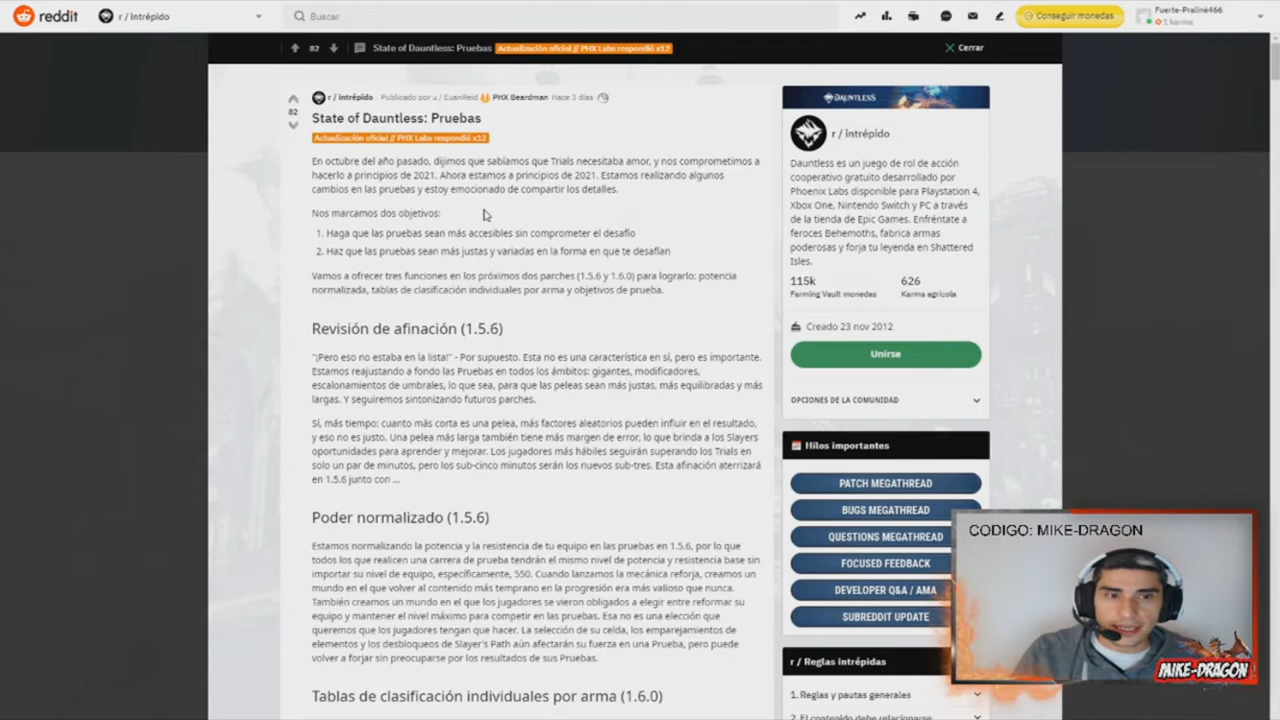 reddit
r / Intrépido
Buscar
Conseguir monedas
Fuerte-Praliné466
1 karma
82
State of Dauntless: Pruebas
Actualización oficial // PHX Labs respondió x12
Cerrar
r / intrépido · Publicado por u / EuanReid PHX Beardman Hace 3 días
82
State of Dauntless: Pruebas
Actualización oficial // PHX Labs respondió x12
En octubre del año pasado, dijimos que sabíamos que Trials necesitaba amor, y nos comprometimos a
hacerlo a principios de 2021. Ahora estamos a principios de 2021. Estamos realizando algunos
cambios en las pruebas y estoy emocionado de compartir los detalles.
Nos marcamos dos objetivos:
1. Haga que las pruebas sean más accesibles sin comprometer el desafío
2. Haz que las pruebas sean más justas y variadas en la forma en que te desafían
Vamos a ofrecer tres funciones en los próximos dos parches (1.5.6 y 1.6.0) para lograrlo: potencia
normalizada, tablas de clasificación individuales por arma y objetivos de prueba.
Revisión de afinación (1.5.6)
"¡Pero eso no estaba en la lista!" - Por supuesto. Esta no es una característica en sí, pero es importante.
Estamos reajustando a fondo las Pruebas en todos los ámbitos: gigantes, modificadores,
escalonamientos de umbrales, lo que sea, para que las peleas sean más justas, más equilibradas y más
largas. Y seguiremos sintonizando futuros parches.
Sí, más tiempo: cuanto más corta es una pelea, más factores aleatorios pueden influir en el resultado,
y eso no es justo. Una pelea más larga también tiene más margen de error, lo que brinda a los Slayers
oportunidades para aprender y mejorar. Los jugadores más hábiles seguirán superando los Trials en
solo un par de minutos, pero los sub-cinco minutos serán los nuevos sub-tres. Esta afinación aterrizará
en 1.5.6 junto con ...
Poder normalizado (1.5.6)
Estamos normalizando la potencia y la resistencia de tu equipo en las pruebas en 1.5.6, por lo que
todos los que realicen una carrera de prueba tendrán el mismo nivel de potencia y resistencia base sin
importar su nivel de equipo, específicamente, 550. Cuando lanzamos la mecánica reforja, creamos un
mundo en el que volver al contenido más temprano en la progresión era más valioso que nunca.
También creamos un mundo en el que los jugadores se vieron obligados a elegir entre reformar su
equipo y mantener el nivel máximo para competir en las pruebas. Esa no es una elección que
queremos que los jugadores tengan que hacer. La selección de su celda, los emparejamientos de
elementos y los desbloqueos de Slayer's Path aún afectarán su fuerza en una Prueba, pero puede
volver a forjar sin preocuparse por los resultados de sus Pruebas.
Tablas de clasificación individuales por arma (1.6.0)
DAUNTLESS
r / intrépido
Dauntless es un juego de rol de acción
cooperativo gratuito desarrollado por
Phoenix Labs disponible para Playstation 4,
Xbox One, Nintendo Switch y PC a través
de la tienda de Epic Games. Enfréntate a
feroces Behemoths, fabrica armas
poderosas y forja tu leyenda en Shattered
Isles.
115k 626
Farming Vault monedas Karma agrícola
Creado 23 nov 2012
Unirse
OPCIONES DE LA COMUNIDAD
Hilos importantes
PATCH MEGATHREAD
BUGS MEGATHREAD
QUESTIONS MEGATHREAD
FOCUSED FEEDBACK
DEVELOPER Q&A / AMA
SUBREDDIT UPDATE
r / Reglas intrépidas
1. Reglas y pautas generales
2. El contenido debe relacionarse
CODIGO: MIKE-DRAGON
MIKE-DRAGON